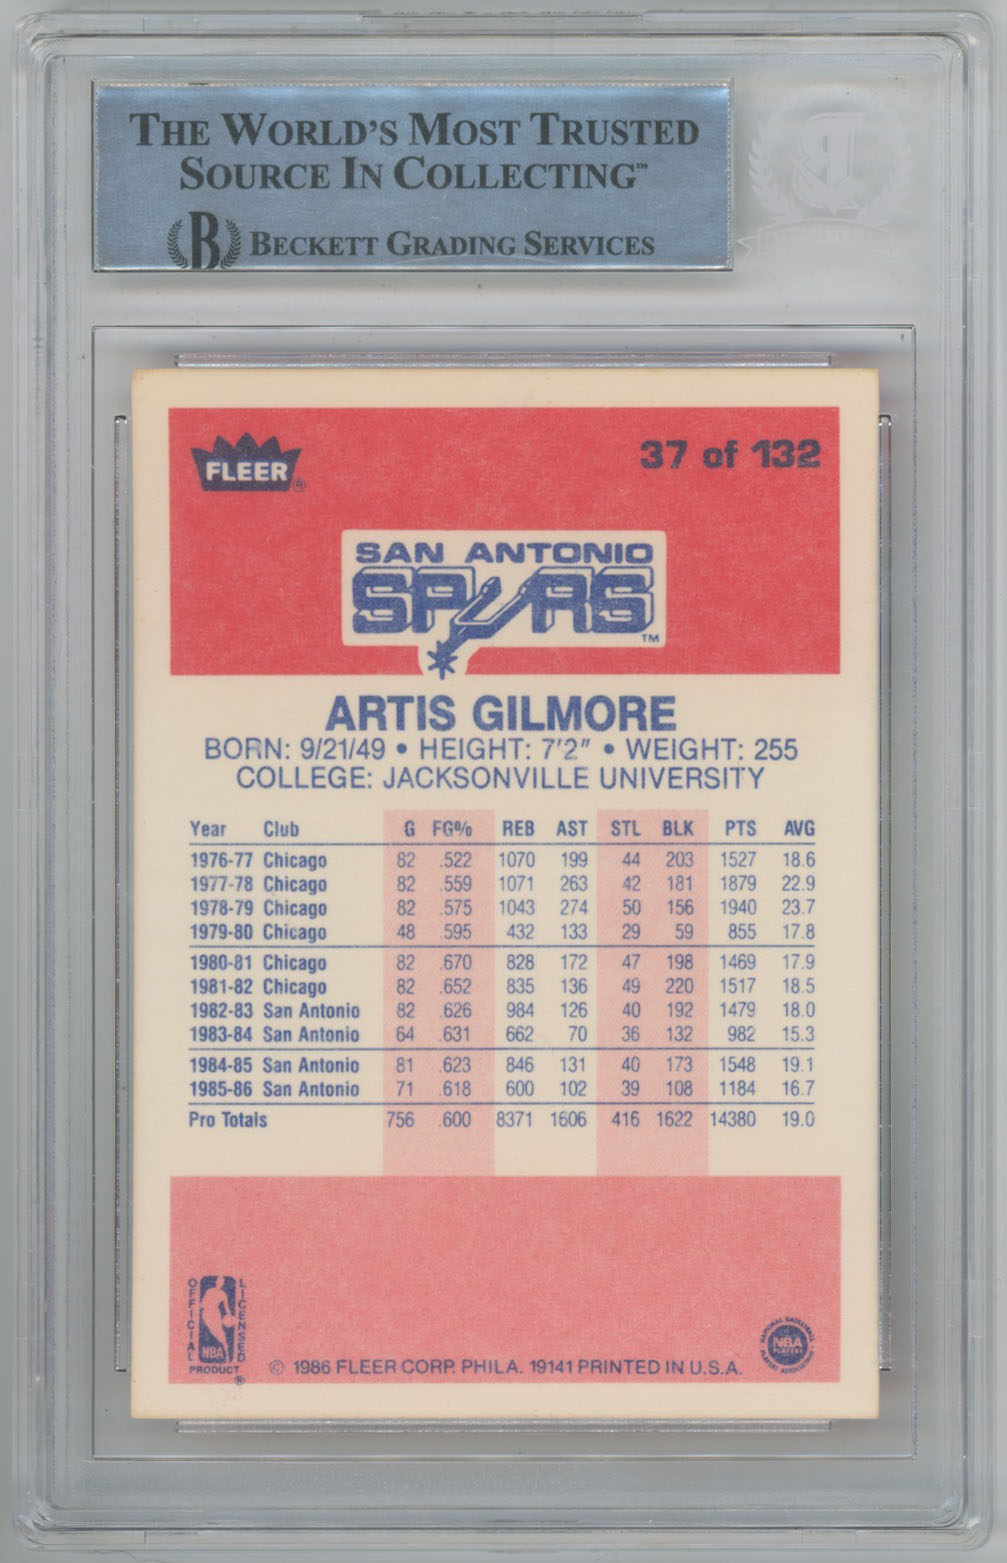 THE WORLD'S MOST TRUSTED
SOURCE IN COLLECTING™
B BECKETT GRADING SERVICES
FLEER®
37 of 132
SAN ANTONIO
SPURS™
ARTIS GILMORE
BORN: 9/21/49 • HEIGHT: 7'2" • WEIGHT: 255
COLLEGE: JACKSONVILLE UNIVERSITY
Year Club G FG% REB AST STL BLK PTS AVG
1976-77 Chicago 82 .522 1070 199 44 203 1527 18.6
1977-78 Chicago 82 .559 1071 263 42 181 1879 22.9
1978-79 Chicago 82 .575 1043 274 50 156 1940 23.7
1979-80 Chicago 48 .595 432 133 29 59 855 17.8
1980-81 Chicago 82 .670 828 172 47 198 1469 17.9
1981-82 Chicago 82 .652 835 136 49 220 1517 18.5
1982-83 San Antonio 82 .626 984 126 40 192 1479 18.0
1983-84 San Antonio 64 .631 662 70 36 132 982 15.3
1984-85 San Antonio 81 .623 846 131 40 173 1548 19.1
1985-86 San Antonio 71 .618 600 102 39 108 1184 16.7
Pro Totals 756 .600 8371 1606 416 1622 14380 19.0
OFFICIAL LICENSED
NBA
PRODUCT ®
© 1986 FLEER CORP. PHILA. 19141 PRINTED IN U.S.A.
NATIONAL BASKETBALL
NBA
PLAYERS
PLAYERS ASSOCIATION